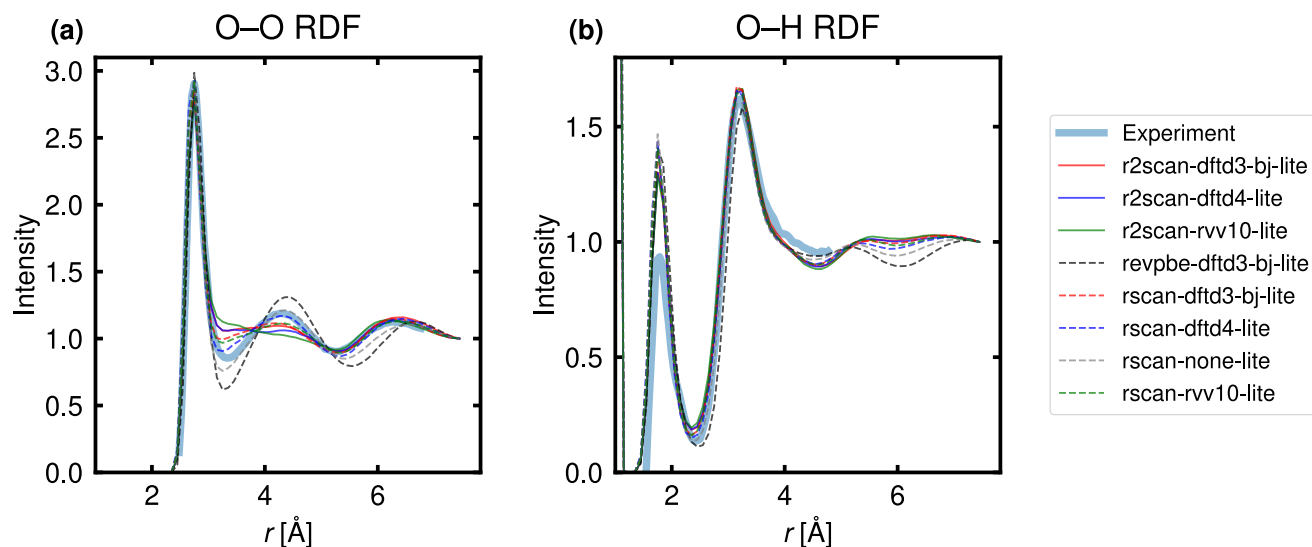 (a) O–O RDF
Intensity
3.0
2.5
2.0
1.5
1.0
0.5
0.0
2 4 6
r [Å]
(b) O–H RDF
Intensity
1.5
1.0
0.5
0.0
2 4 6
r [Å]
Experiment
r2scan-dftd3-bj-lite
r2scan-dftd4-lite
r2scan-rvv10-lite
revpbe-dftd3-bj-lite
rscan-dftd3-bj-lite
rscan-dftd4-lite
rscan-none-lite
rscan-rvv10-lite